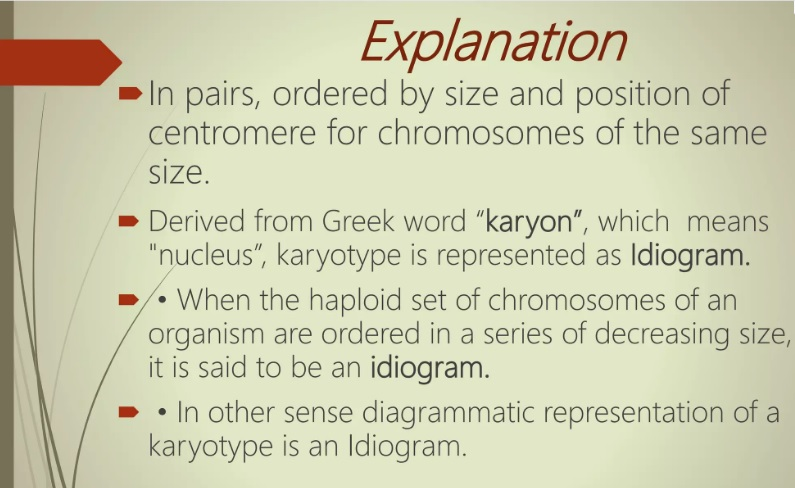 Explanation
In pairs, ordered by size and position of
centromere for chromosomes of the same
size.
Derived from Greek word “karyon”, which means
"nucleus”, karyotype is represented as Idiogram.
• When the haploid set of chromosomes of an
organism are ordered in a series of decreasing size,
it is said to be an idiogram.
• In other sense diagrammatic representation of a
karyotype is an Idiogram.